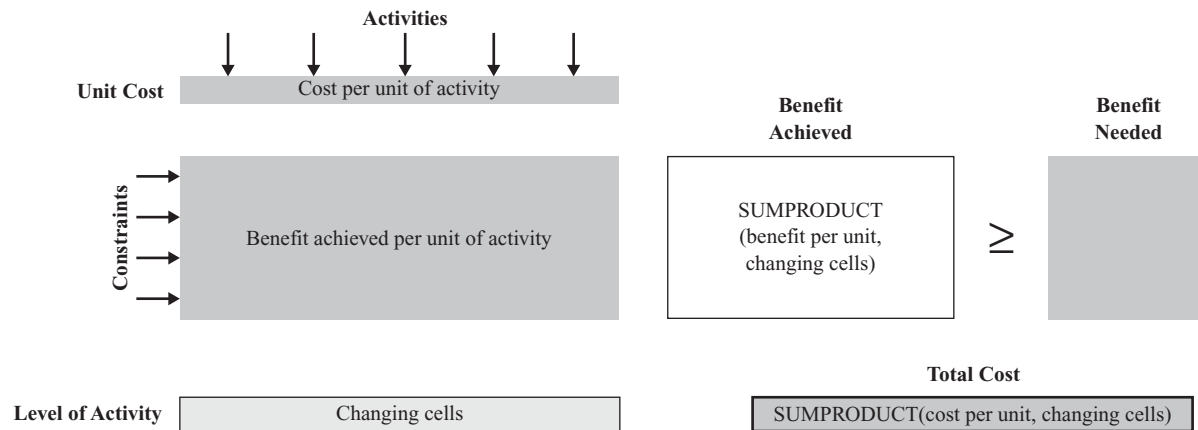 Activities
Unit Cost
Cost per unit of activity
Benefit
Achieved
Benefit
Needed
Constraints
Benefit achieved per unit of activity
SUMPRODUCT
(benefit per unit,
changing cells)
≥
Total Cost
Level of Activity
Changing cells
SUMPRODUCT(cost per unit, changing cells)